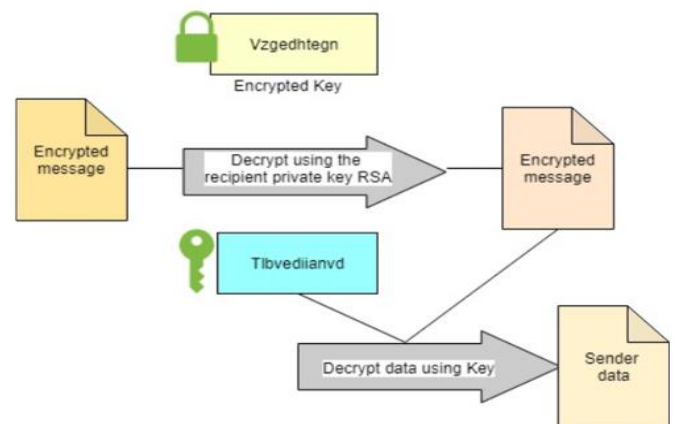 Vzgedhtegn
Encrypted Key
Encrypted
message
Decrypt using the
recipient private key RSA
Encrypted
message
Tlbvediianvd
Decrypt data using Key
Sender
data